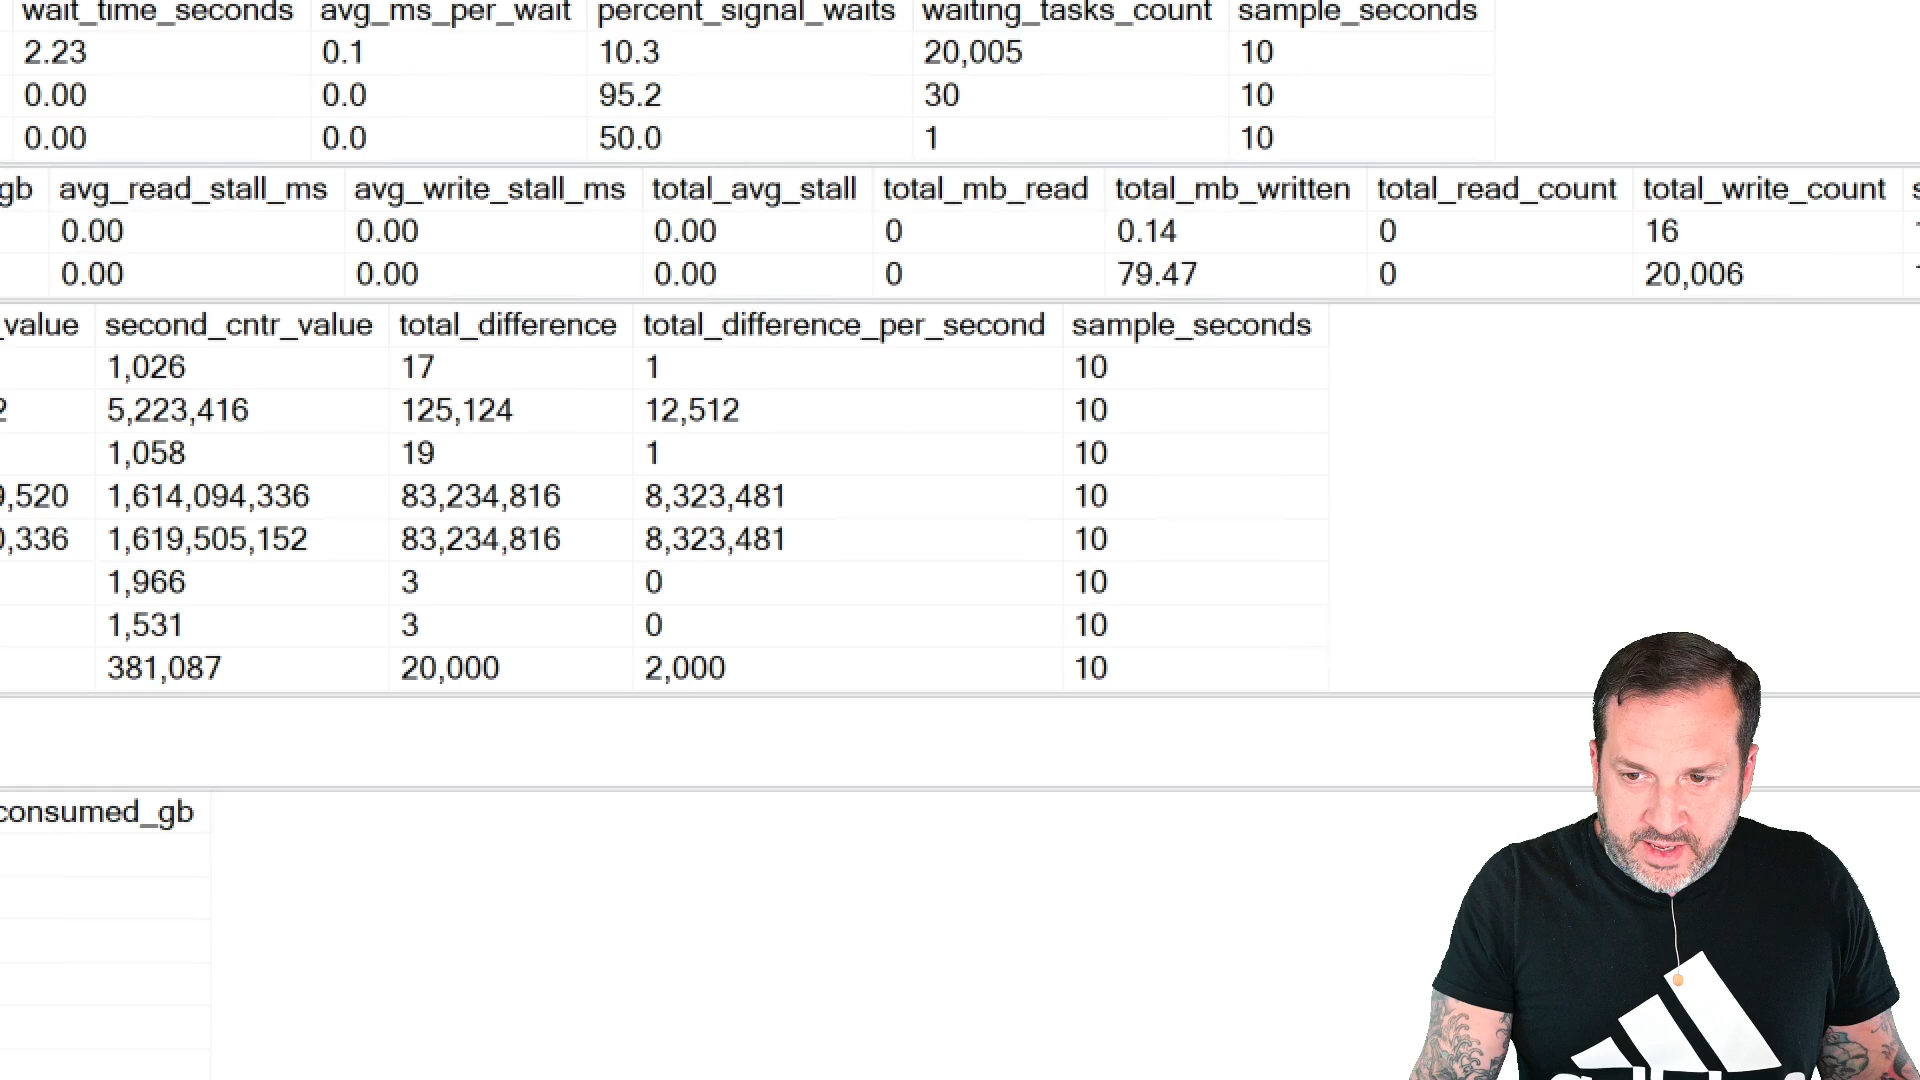 wait_time_seconds avg_ms_per_wait percent_signal_waits waiting_tasks_count sample_seconds
2.23 0.1 10.3 20,005 10
0.00 0.0 95.2 30 10
0.00 0.0 50.0 1 10
gb avg_read_stall_ms avg_write_stall_ms total_avg_stall total_mb_read total_mb_written total_read_count total_write_count
0.00 0.00 0.00 0 0.14 0 16
0.00 0.00 0.00 0 79.47 0 20,006
_value second_cntr_value total_difference total_difference_per_second sample_seconds
1,026 17 1 10
2 5,223,416 125,124 12,512 10
1,058 19 1 10
9,520 1,614,094,336 83,234,816 8,323,481 10
0,336 1,619,505,152 83,234,816 8,323,481 10
1,966 3 0 10
1,531 3 0 10
381,087 20,000 2,000 10
consumed_gb